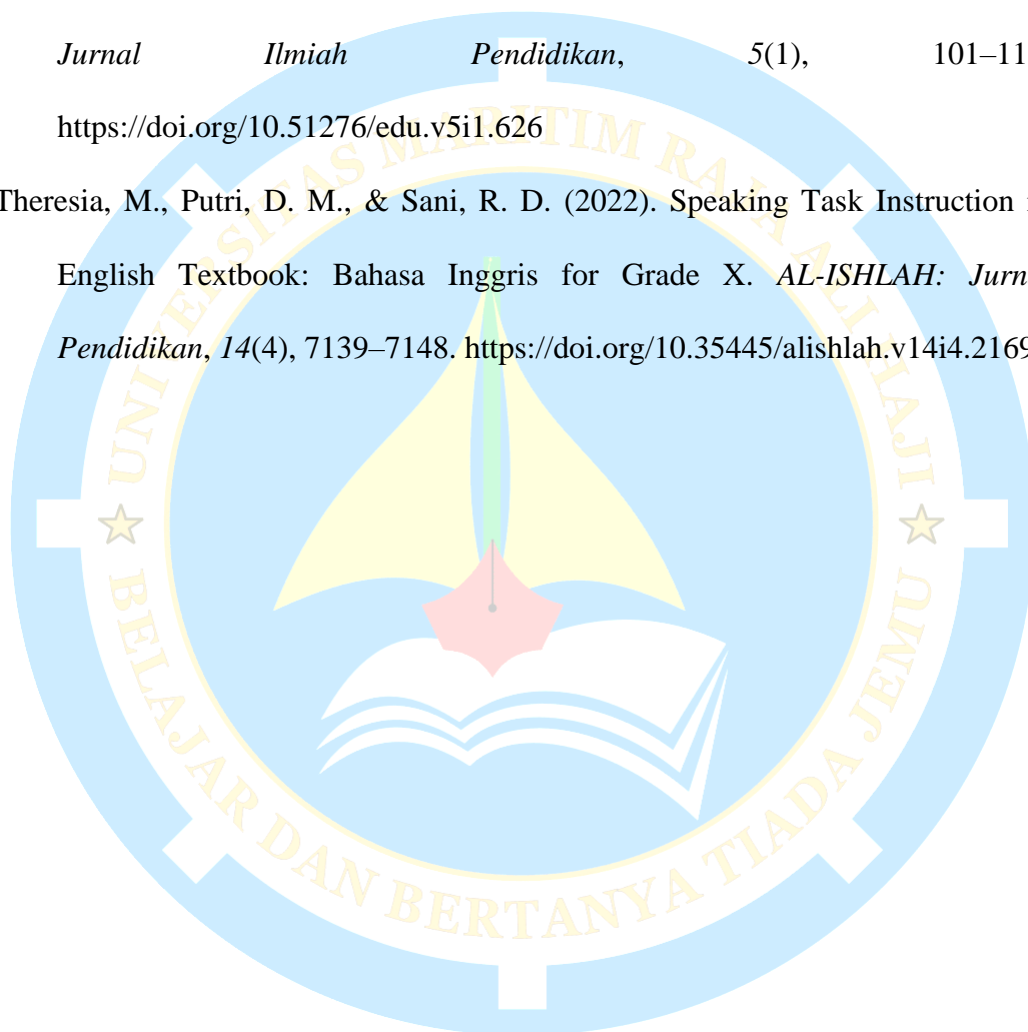 Jurnal Ilmiah Pendidikan, 5(1), 101–11
https://doi.org/10.51276/edu.v5i1.626
Theresia, M., Putri, D. M., & Sani, R. D. (2022). Speaking Task Instruction
English Textbook: Bahasa Inggris for Grade X. AL-ISHLAH: Jurn
Pendidikan, 14(4), 7139–7148. https://doi.org/10.35445/alishlah.v14i4.2169
UNIVERSITAS MARITIM RAJA ALI HAJI
BELAJAR DAN BERTANYA TIADA JEMU